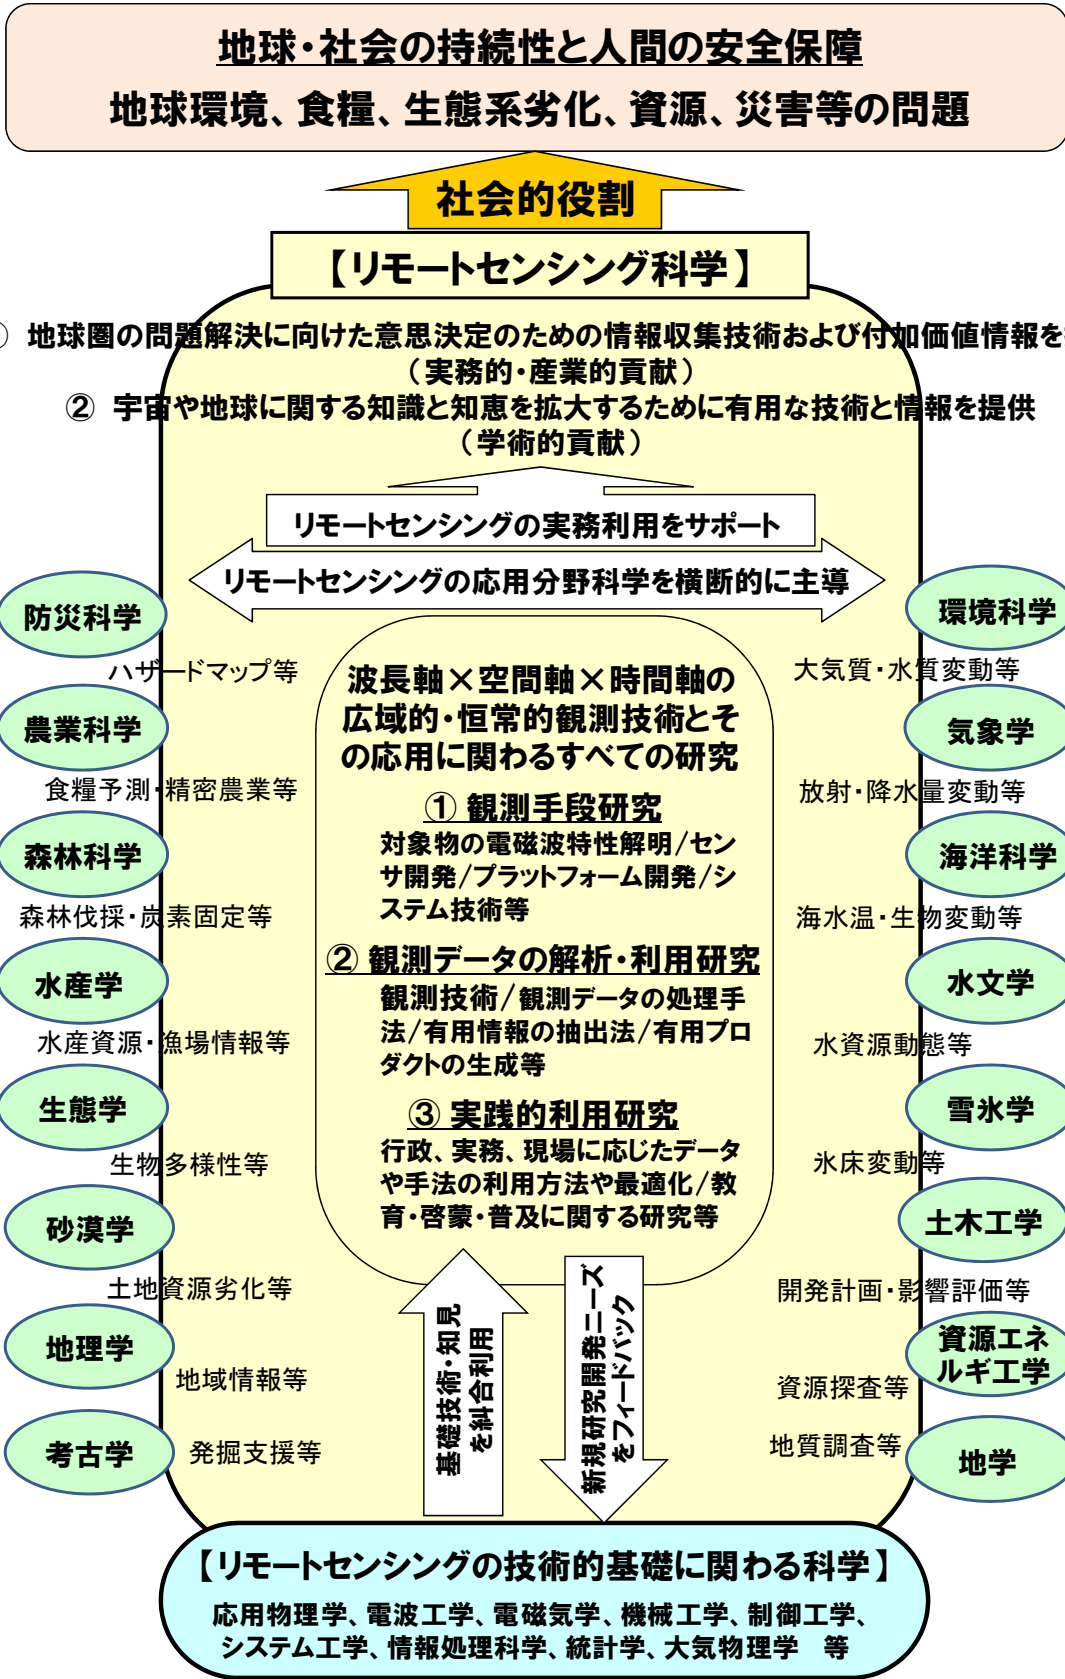 地球・社会の持続性と人間の安全保障
地球環境、食糧、生態系劣化、資源、災害等の問題
社会的役割
【リモートセンシング科学】
地球圏の問題解決に向けた意思決定のための情報収集技術および付加価値情報を
（実務的・産業的貢献）
② 宇宙や地球に関する知識と知恵を拡大するために有用な技術と情報を提供
（学術的貢献）
リモートセンシングの実務利用をサポート
リモートセンシングの応用分野科学を横断的に主導
防災科学
ハザードマップ等
農業科学
食糧予測・精密農業等
森林科学
森林伐採・炭素固定等
水産学
水産資源・漁場情報等
生態学
生物多様性等
砂漠学
土地資源劣化等
地理学
地域情報等
考古学
発掘支援等
波長軸×空間軸×時間軸の
広域的・恒常的観測技術とそ
の応用に関わるすべての研究
① 観測手段研究
対象物の電磁波特性解明/セン
サ開発/プラットフォーム開発/シ
ステム技術等
② 観測データの解析・利用研究
観測技術/観測データの処理手
法/有用情報の抽出法/有用プロ
ダクトの生成等
③ 実践的利用研究
行政、実務、現場に応じたデータ
や手法の利用方法や最適化/教
育・啓蒙・普及に関する研究等
環境科学
大気質・水質変動等
気象学
放射・降水量変動等
海洋科学
海水温・生物変動等
水文学
水資源動態等
雪氷学
氷床変動等
土木工学
開発計画・影響評価等
資源エネ
ルギ工学
資源探査等
地質調査等
地学
基礎技術・知見
を糾合利用
新規研究開発ニーズ
をフィードバック
【リモートセンシングの技術的基礎に関わる科学】
応用物理学、電波工学、電磁気学、機械工学、制御工学、
システム工学、情報処理科学、統計学、大気物理学　等